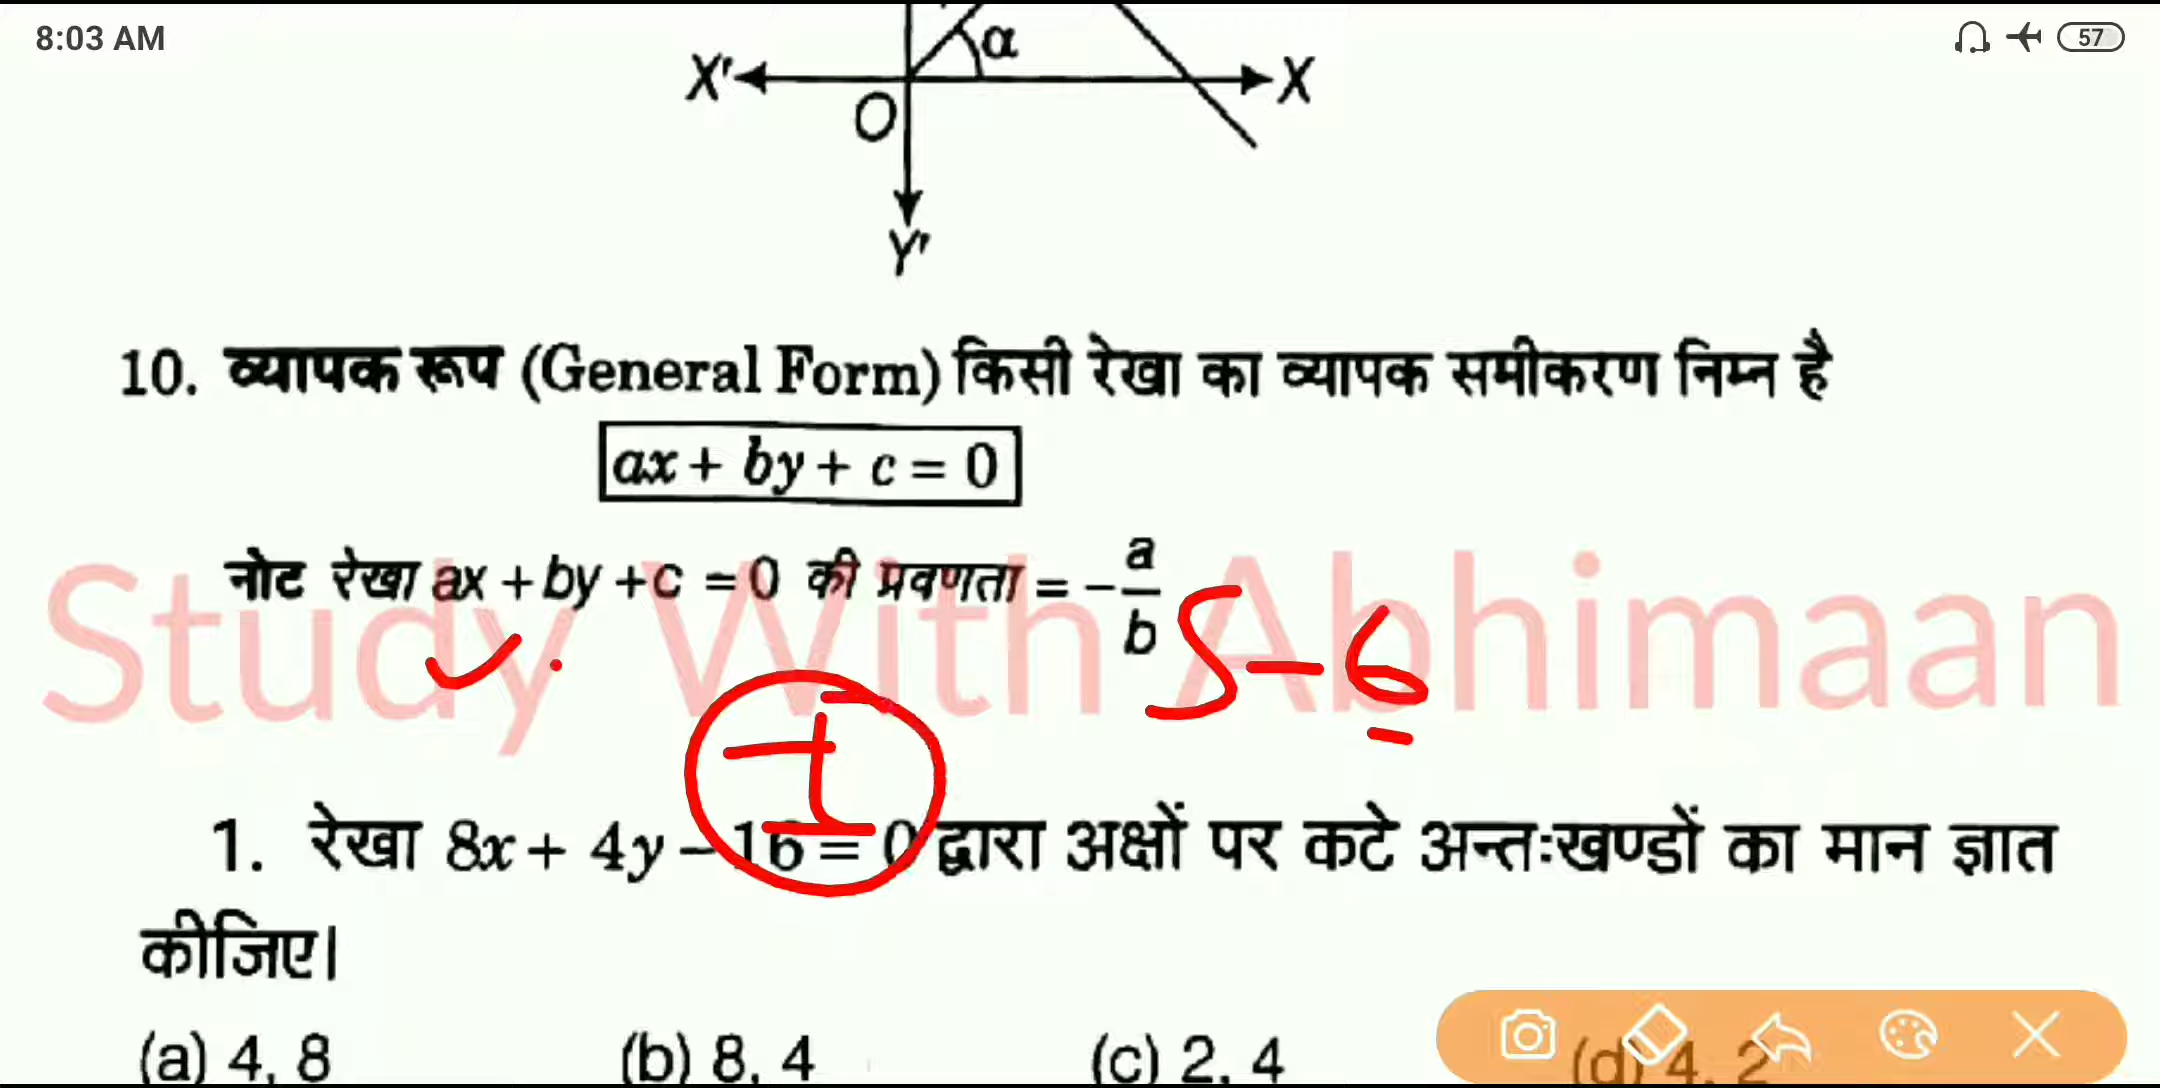 8:03 AM
57
α
X' X
O
Y'
10. व्यापक रूप (General Form) किसी रेखा का व्यापक समीकरण निम्न है
ax + by + c = 0
नोट रेखा ax + by + c = 0 की प्रवणता = - a/b
Study With Abhimaan
5-6
1. रेखा 8x + 4y - 16 = 0 द्वारा अक्षों पर कटे अन्तःखण्डों का मान ज्ञात
कीजिए।
(a) 4, 8 (b) 8, 4 (c) 2, 4 (d) 4, 2